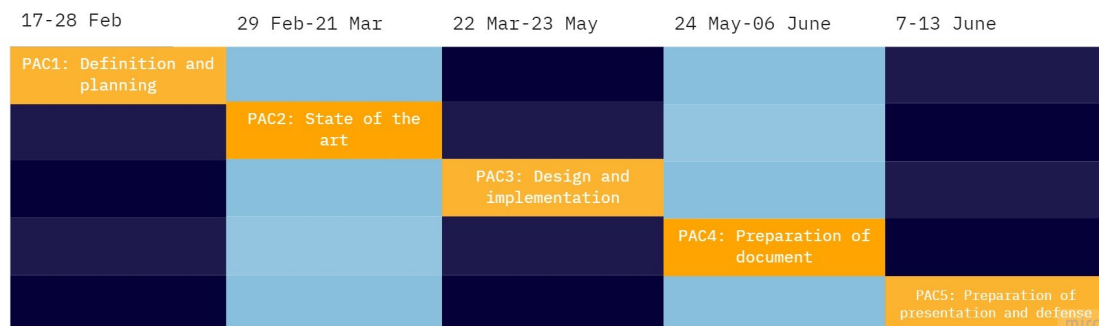 17-28 Feb
29 Feb-21 Mar
22 Mar-23 May
24 May-06 June
7-13 June
PAC1: Definition and
planning
PAC2: State of the
art
PAC3: Design and
implementation
PAC4: Preparation of
document
PAC5: Preparation of
presentation and defense
miro